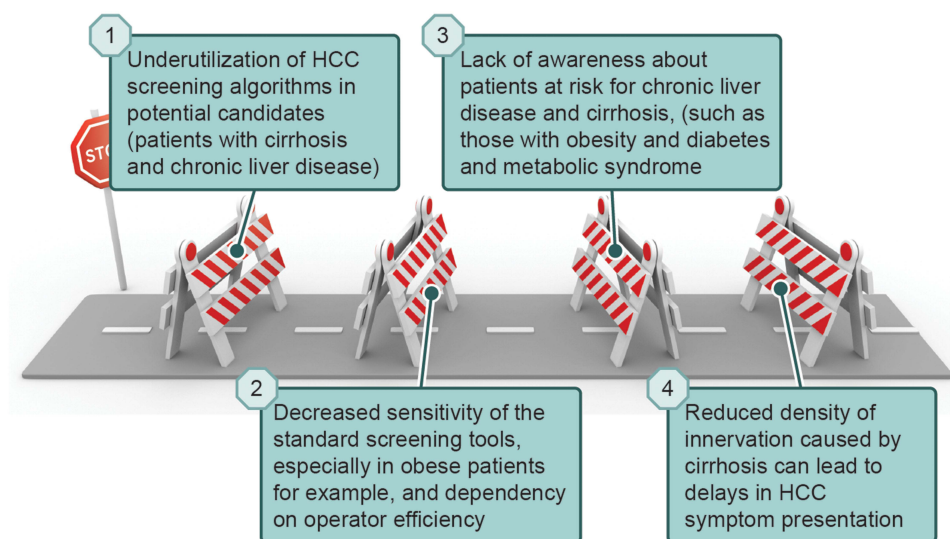 1
Underutilization of HCC
screening algorithms in
potential candidates
(patients with cirrhosis
and chronic liver disease)
3
Lack of awareness about
patients at risk for chronic liver
disease and cirrhosis, (such as
those with obesity and diabetes
and metabolic syndrome
2
Decreased sensitivity of the
standard screening tools,
especially in obese patients
for example, and dependency
on operator efficiency
4
Reduced density of
innervation caused by
cirrhosis can lead to
delays in HCC
symptom presentation